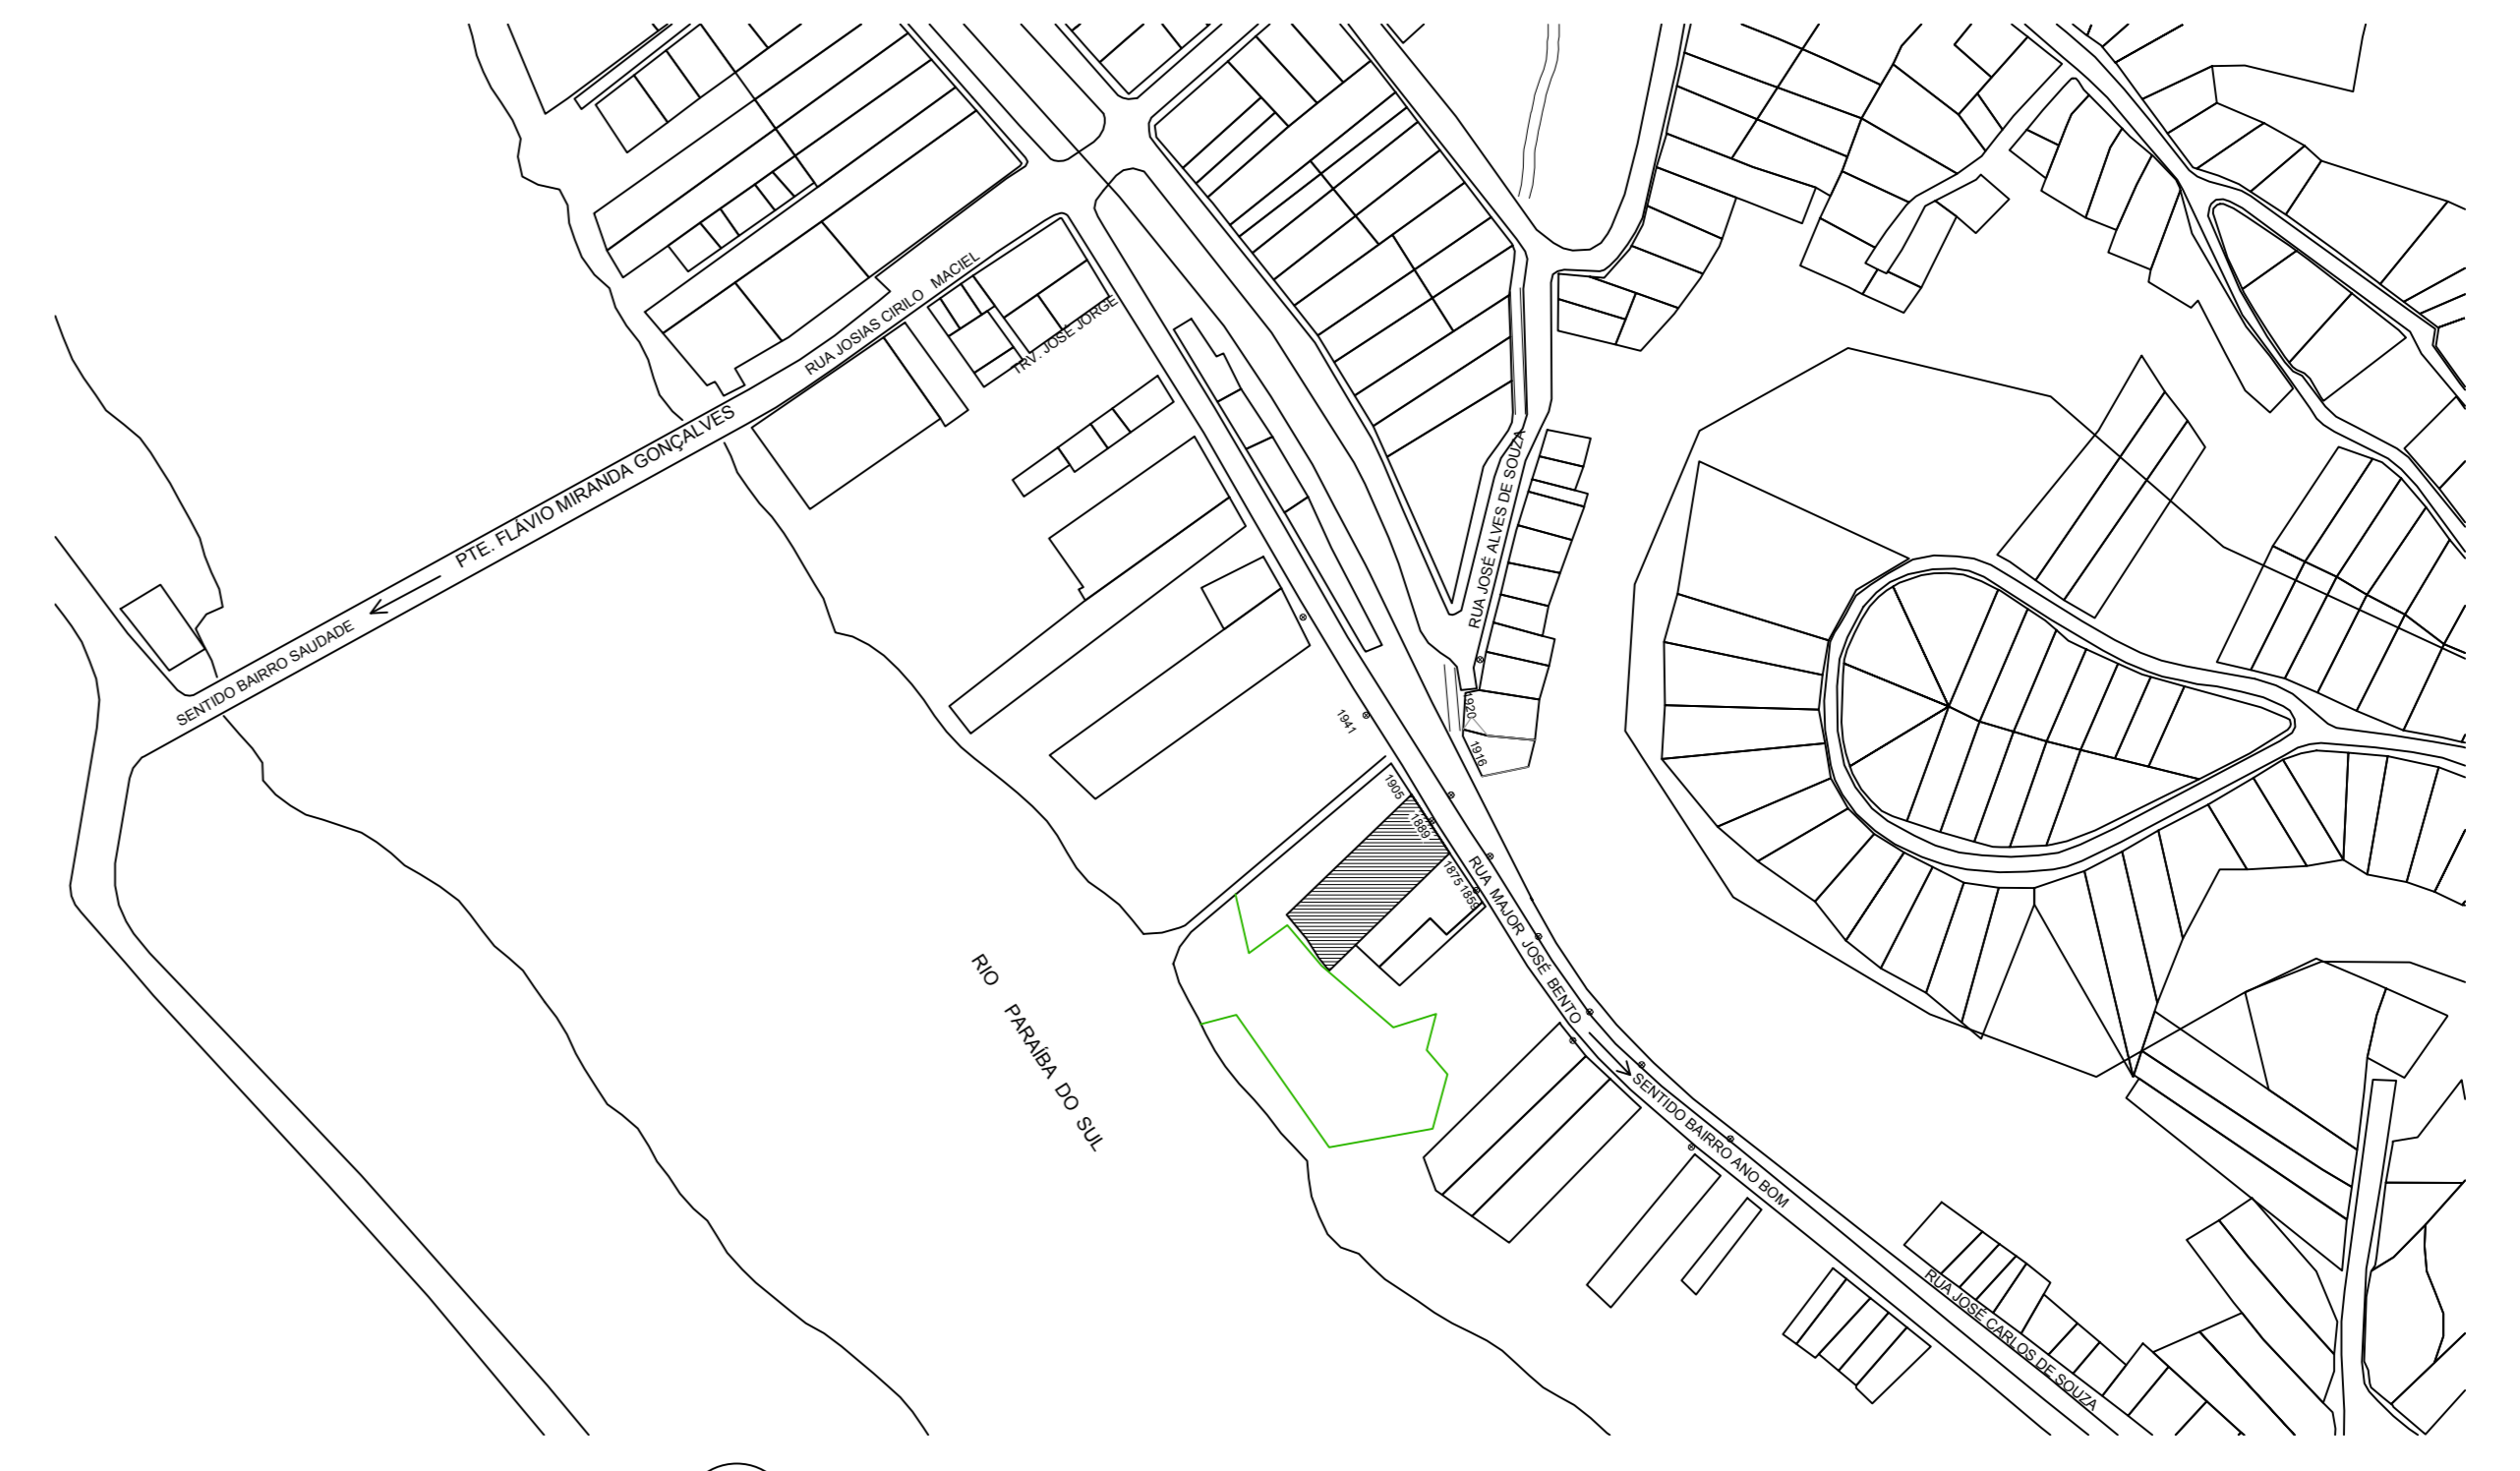 RUA JOSIAS CIRILO MACIEL
TRV. JOSÉ JORGE
PTE. FLÁVIO MIRANDA GONÇALVES
SENTIDO BAIRRO SAUDADE
RUA JOSÉ ALVES DE SOUZA
1920
1916
1941
1905
1889
1875
1859
RUA MAJOR JOSÉ BENTO
RIO PARAÍBA DO SUL
SENTIDO BAIRRO ANO BOM
RUA JOSÉ CARLOS DE SOUZA